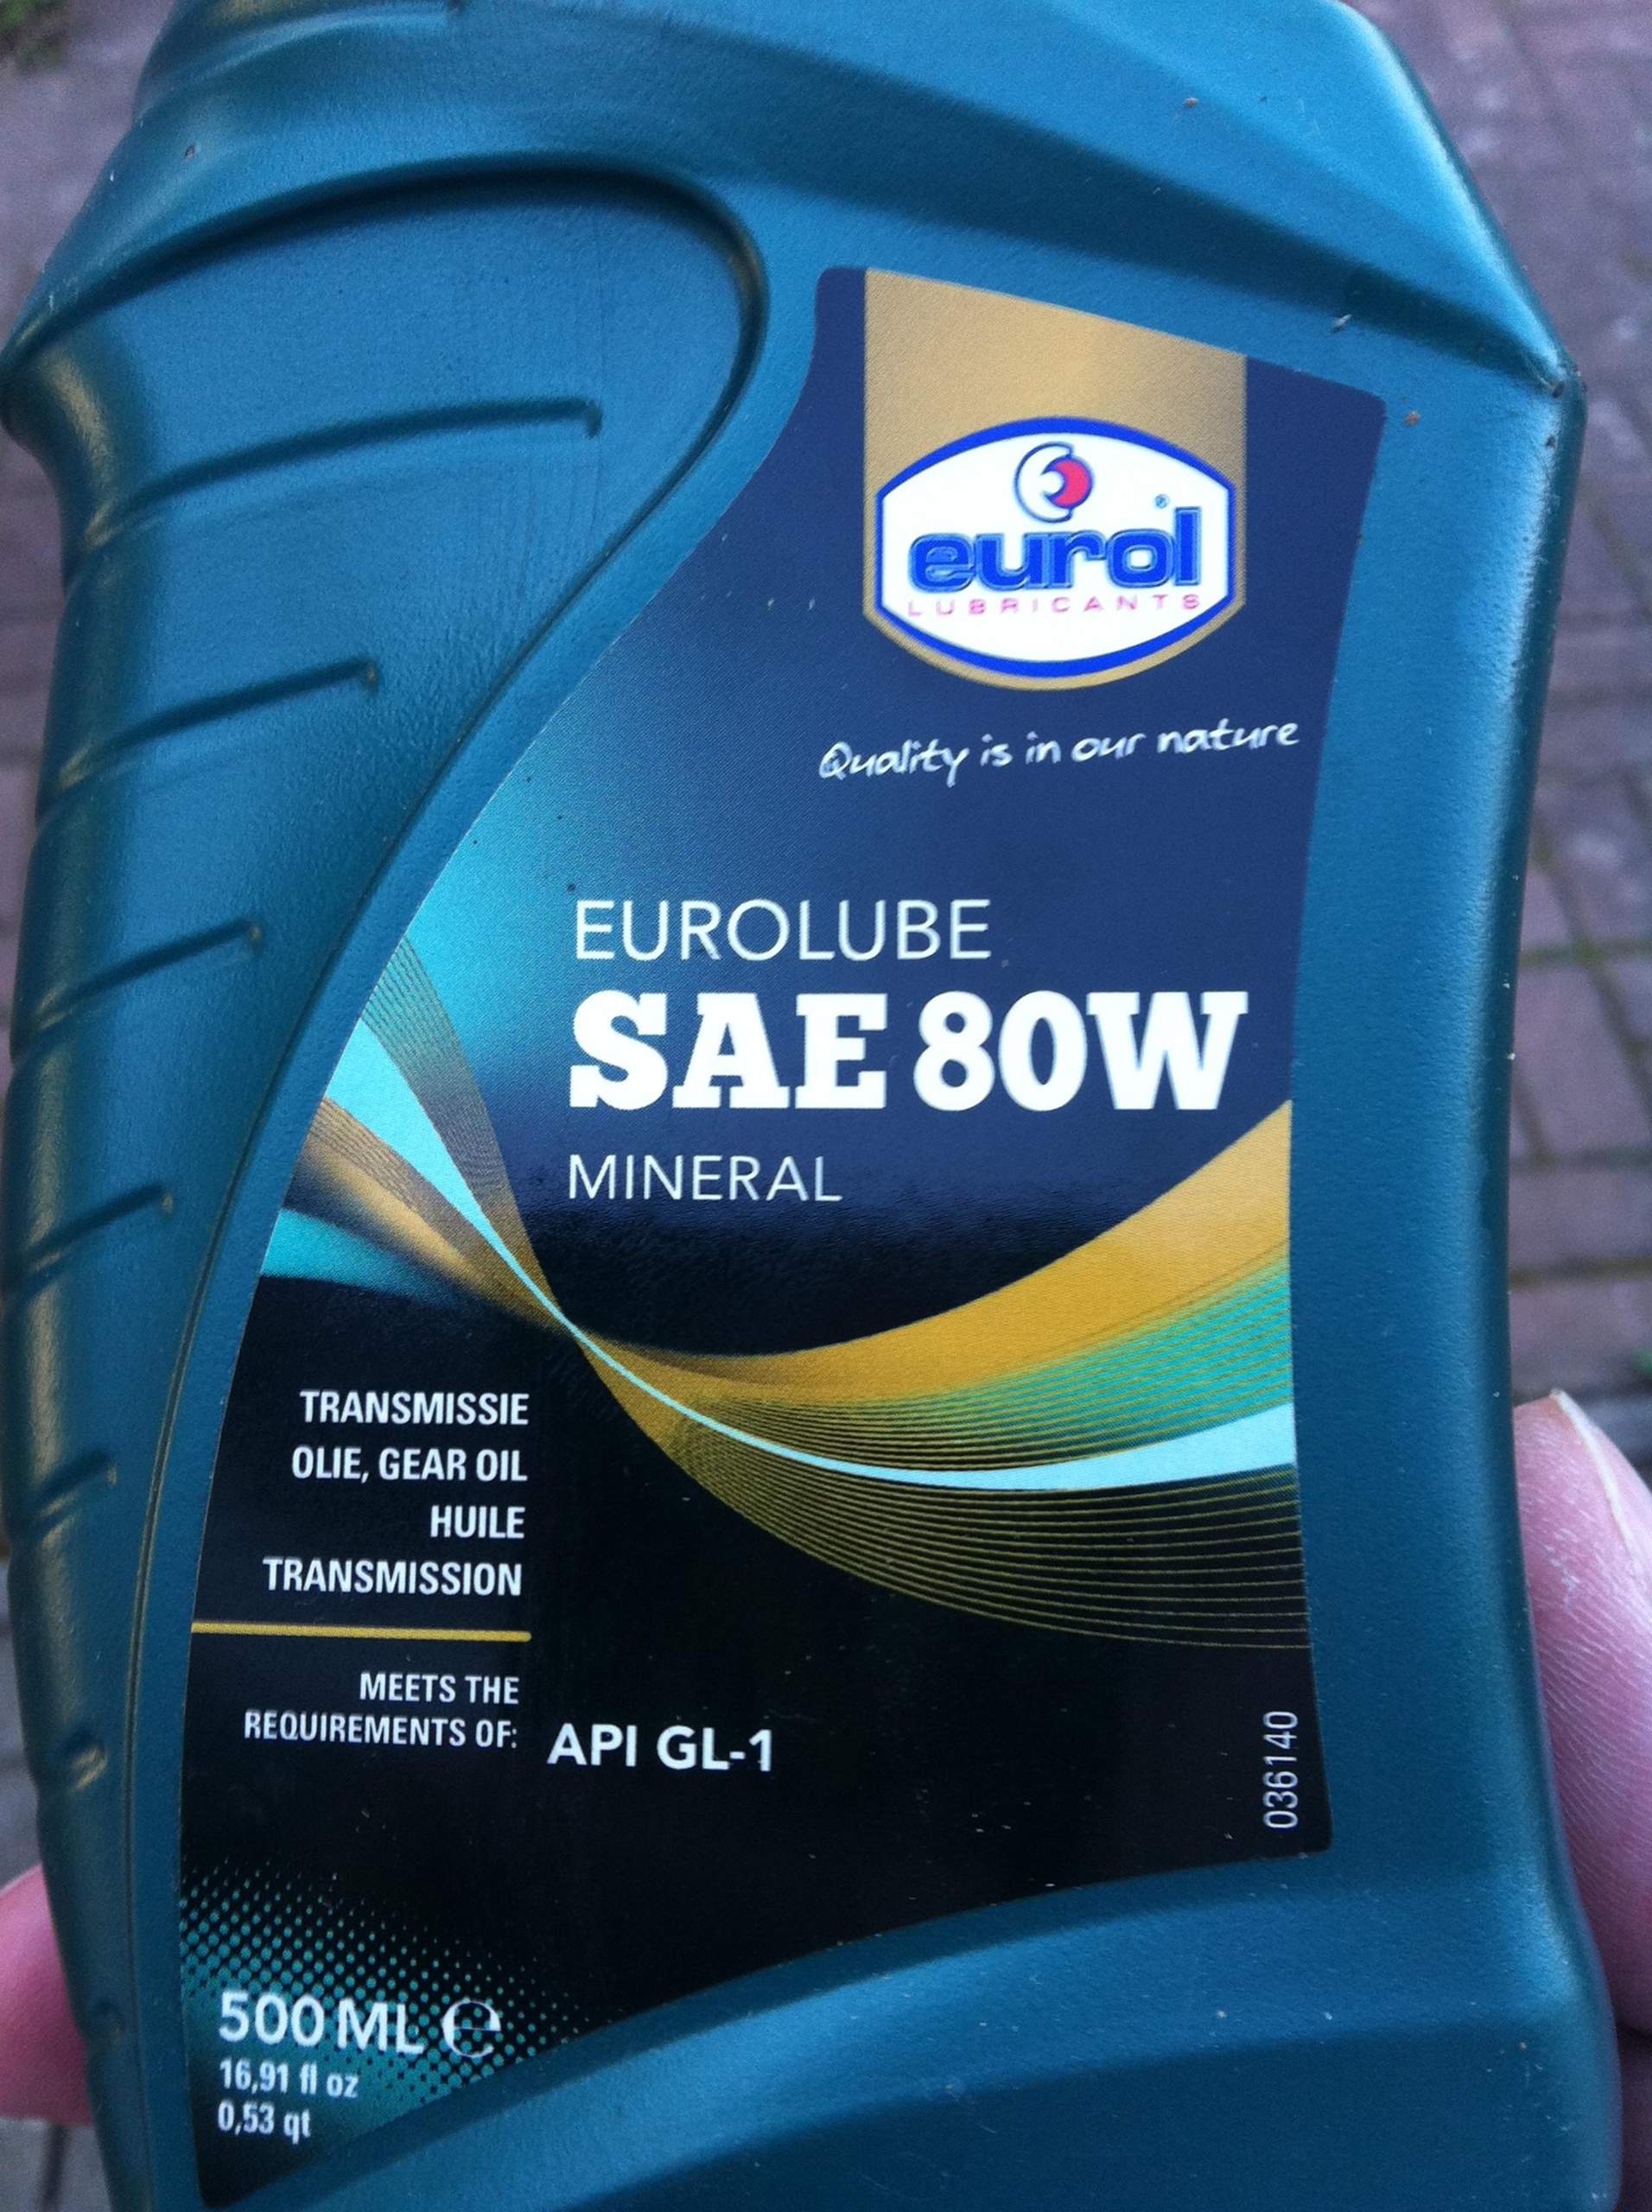 eurol®
LUBRICANTS
Quality is in our nature
EUROLUBE
SAE 80W
MINERAL
TRANSMISSIE
OLIE, GEAR OIL
HUILE
TRANSMISSION
MEETS THE
REQUIREMENTS OF:
API GL-1
036140
500 ML ℮
16,91 fl oz
0,53 qt